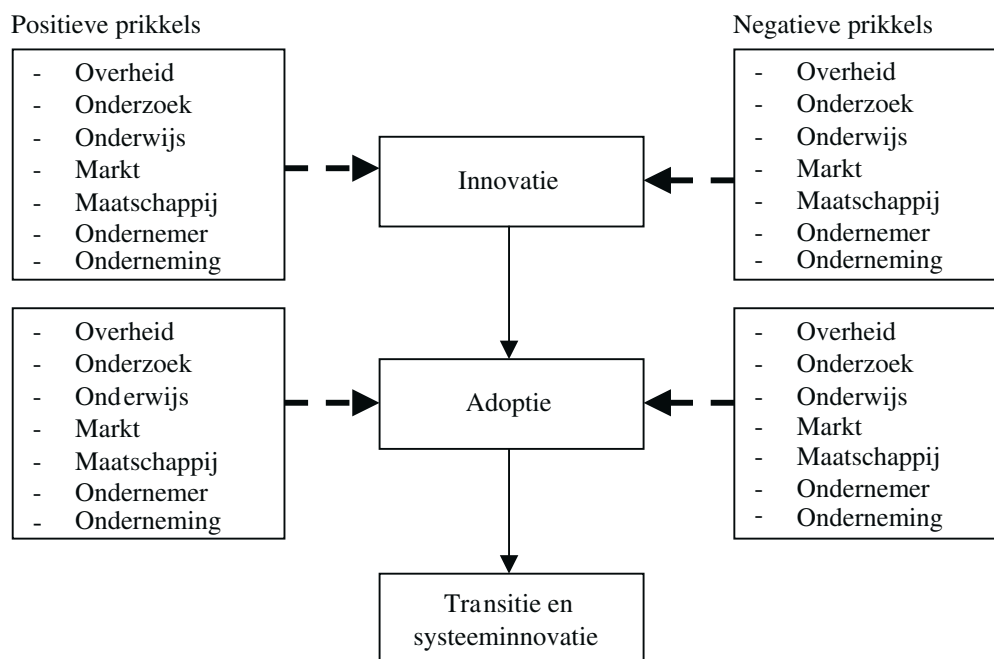 Positieve prikkels
- Overheid
- Onderzoek
- Onderwijs
- Markt
- Maatschappij
- Ondernemer
- Onderneming
Negatieve prikkels
- Overheid
- Onderzoek
- Onderwijs
- Markt
- Maatschappij
- Ondernemer
- Onderneming
Innovatie
- Overheid
- Onderzoek
- Onderwijs
- Markt
- Maatschappij
- Ondernemer
- Onderneming
Adoptie
- Overheid
- Onderzoek
- Onderwijs
- Markt
- Maatschappij
- Ondernemer
- Onderneming
Transitie en
systeeminnovatie